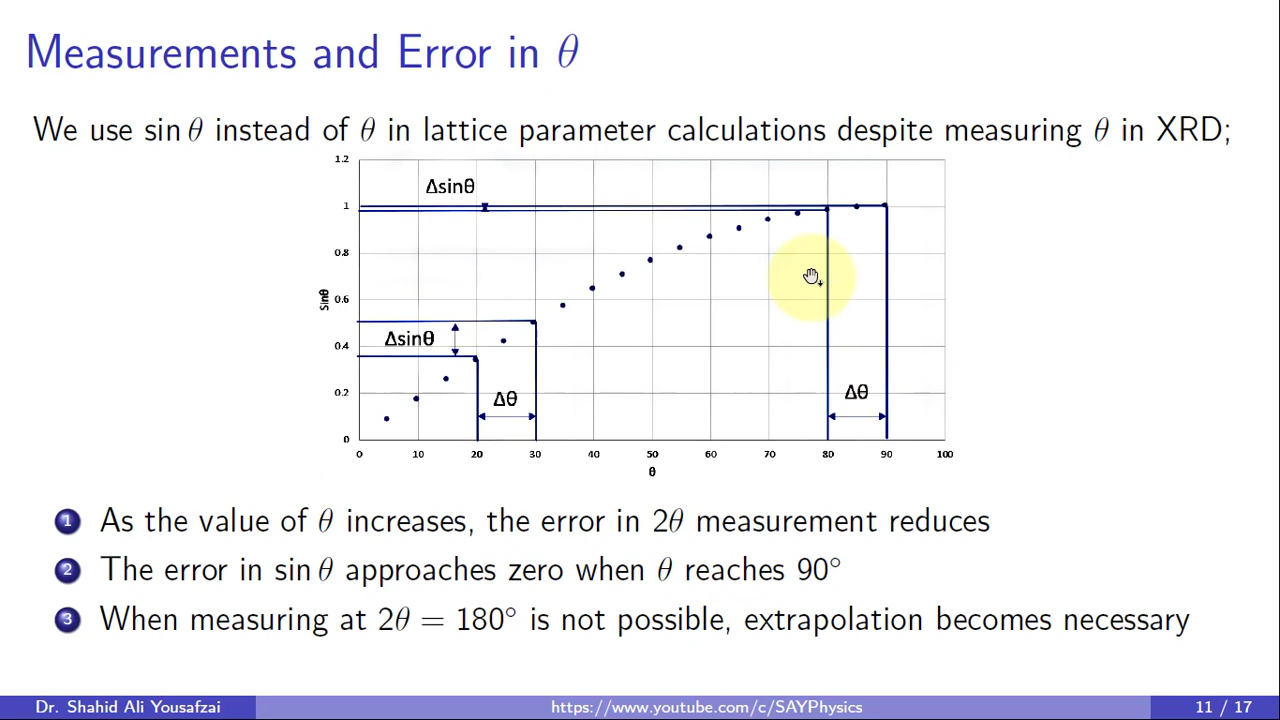 Measurements and Error in θ
We use sin θ instead of θ in lattice parameter calculations despite measuring θ in XRD;
1.2
Δsinθ
1
0.8
0.6
Sinθ
Δsinθ
0.4
Δθ
Δθ
0.2
0
0 10 20 30 40 50 60 70 80 90 100
θ
1 As the value of θ increases, the error in 2θ measurement reduces
2 The error in sin θ approaches zero when θ reaches 90°
3 When measuring at 2θ = 180° is not possible, extrapolation becomes necessary
Dr. Shahid Ali Yousafzai https://www.youtube.com/c/SAYPhysics 11 / 17